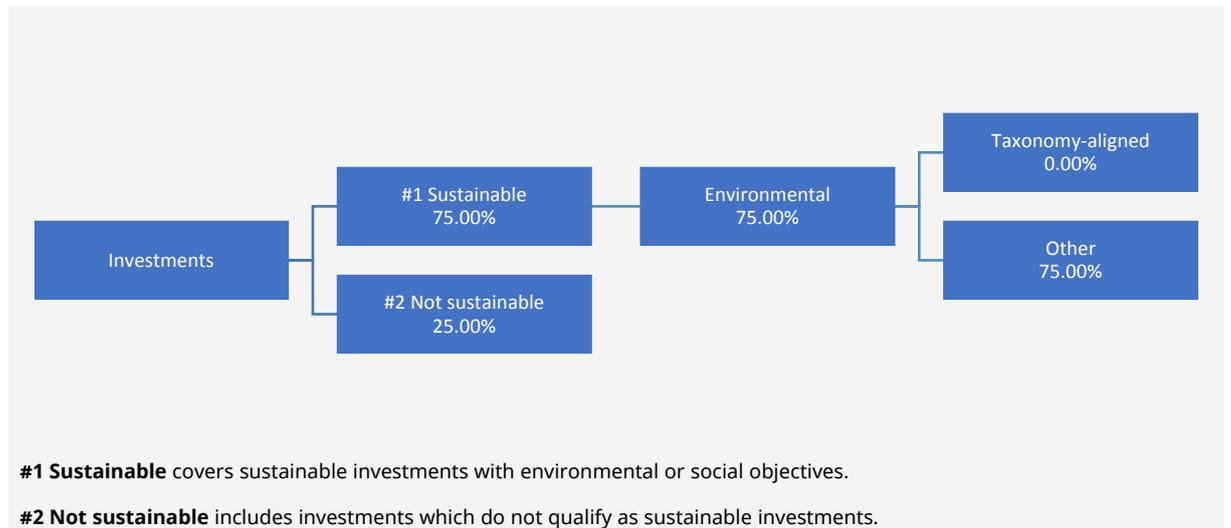 Investments
#1 Sustainable
75.00%
#2 Not sustainable
25.00%
Environmental
75.00%
Taxonomy-aligned
0.00%
Other
75.00%
#1 Sustainable covers sustainable investments with environmental or social objectives.
#2 Not sustainable includes investments which do not qualify as sustainable investments.